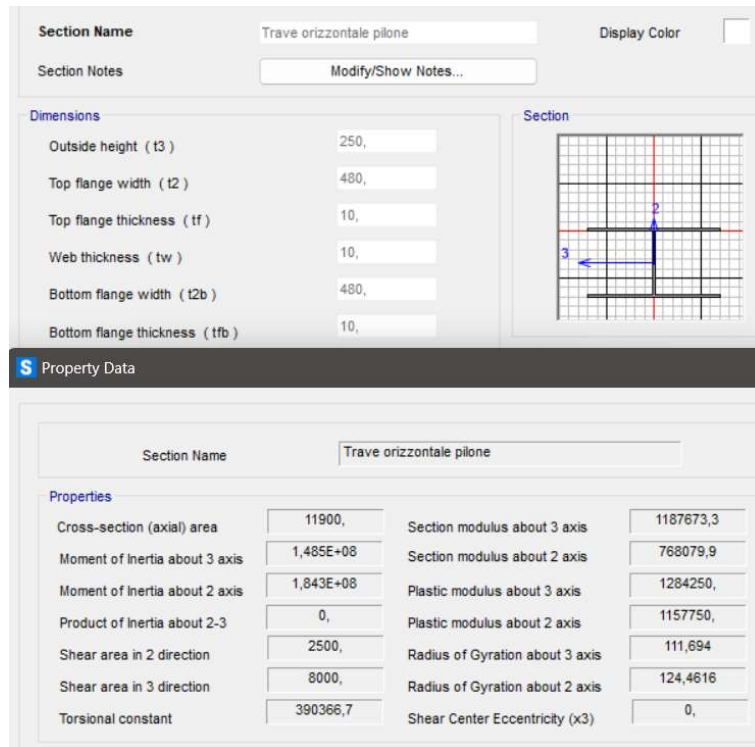 Section Name Trave orizzontale pilone Display Color
Section Notes Modify/Show Notes...
Dimensions Section
Outside height ( t3 ) 250,
Top flange width ( t2 ) 480,
Top flange thickness ( tf ) 10,
Web thickness ( tw ) 10,
Bottom flange width ( t2b ) 480,
Bottom flange thickness ( tfb ) 10,
2
3
S Property Data
Section Name Trave orizzontale pilone
Properties
Cross-section (axial) area 11900, Section modulus about 3 axis 1187673,3
Moment of Inertia about 3 axis 1,485E+08 Section modulus about 2 axis 768079,9
Moment of Inertia about 2 axis 1,843E+08 Plastic modulus about 3 axis 1284250,
Product of Inertia about 2-3 0, Plastic modulus about 2 axis 1157750,
Shear area in 2 direction 2500, Radius of Gyration about 3 axis 111,694
Shear area in 3 direction 8000, Radius of Gyration about 2 axis 124,4616
Torsional constant 390366,7 Shear Center Eccentricity (x3) 0,